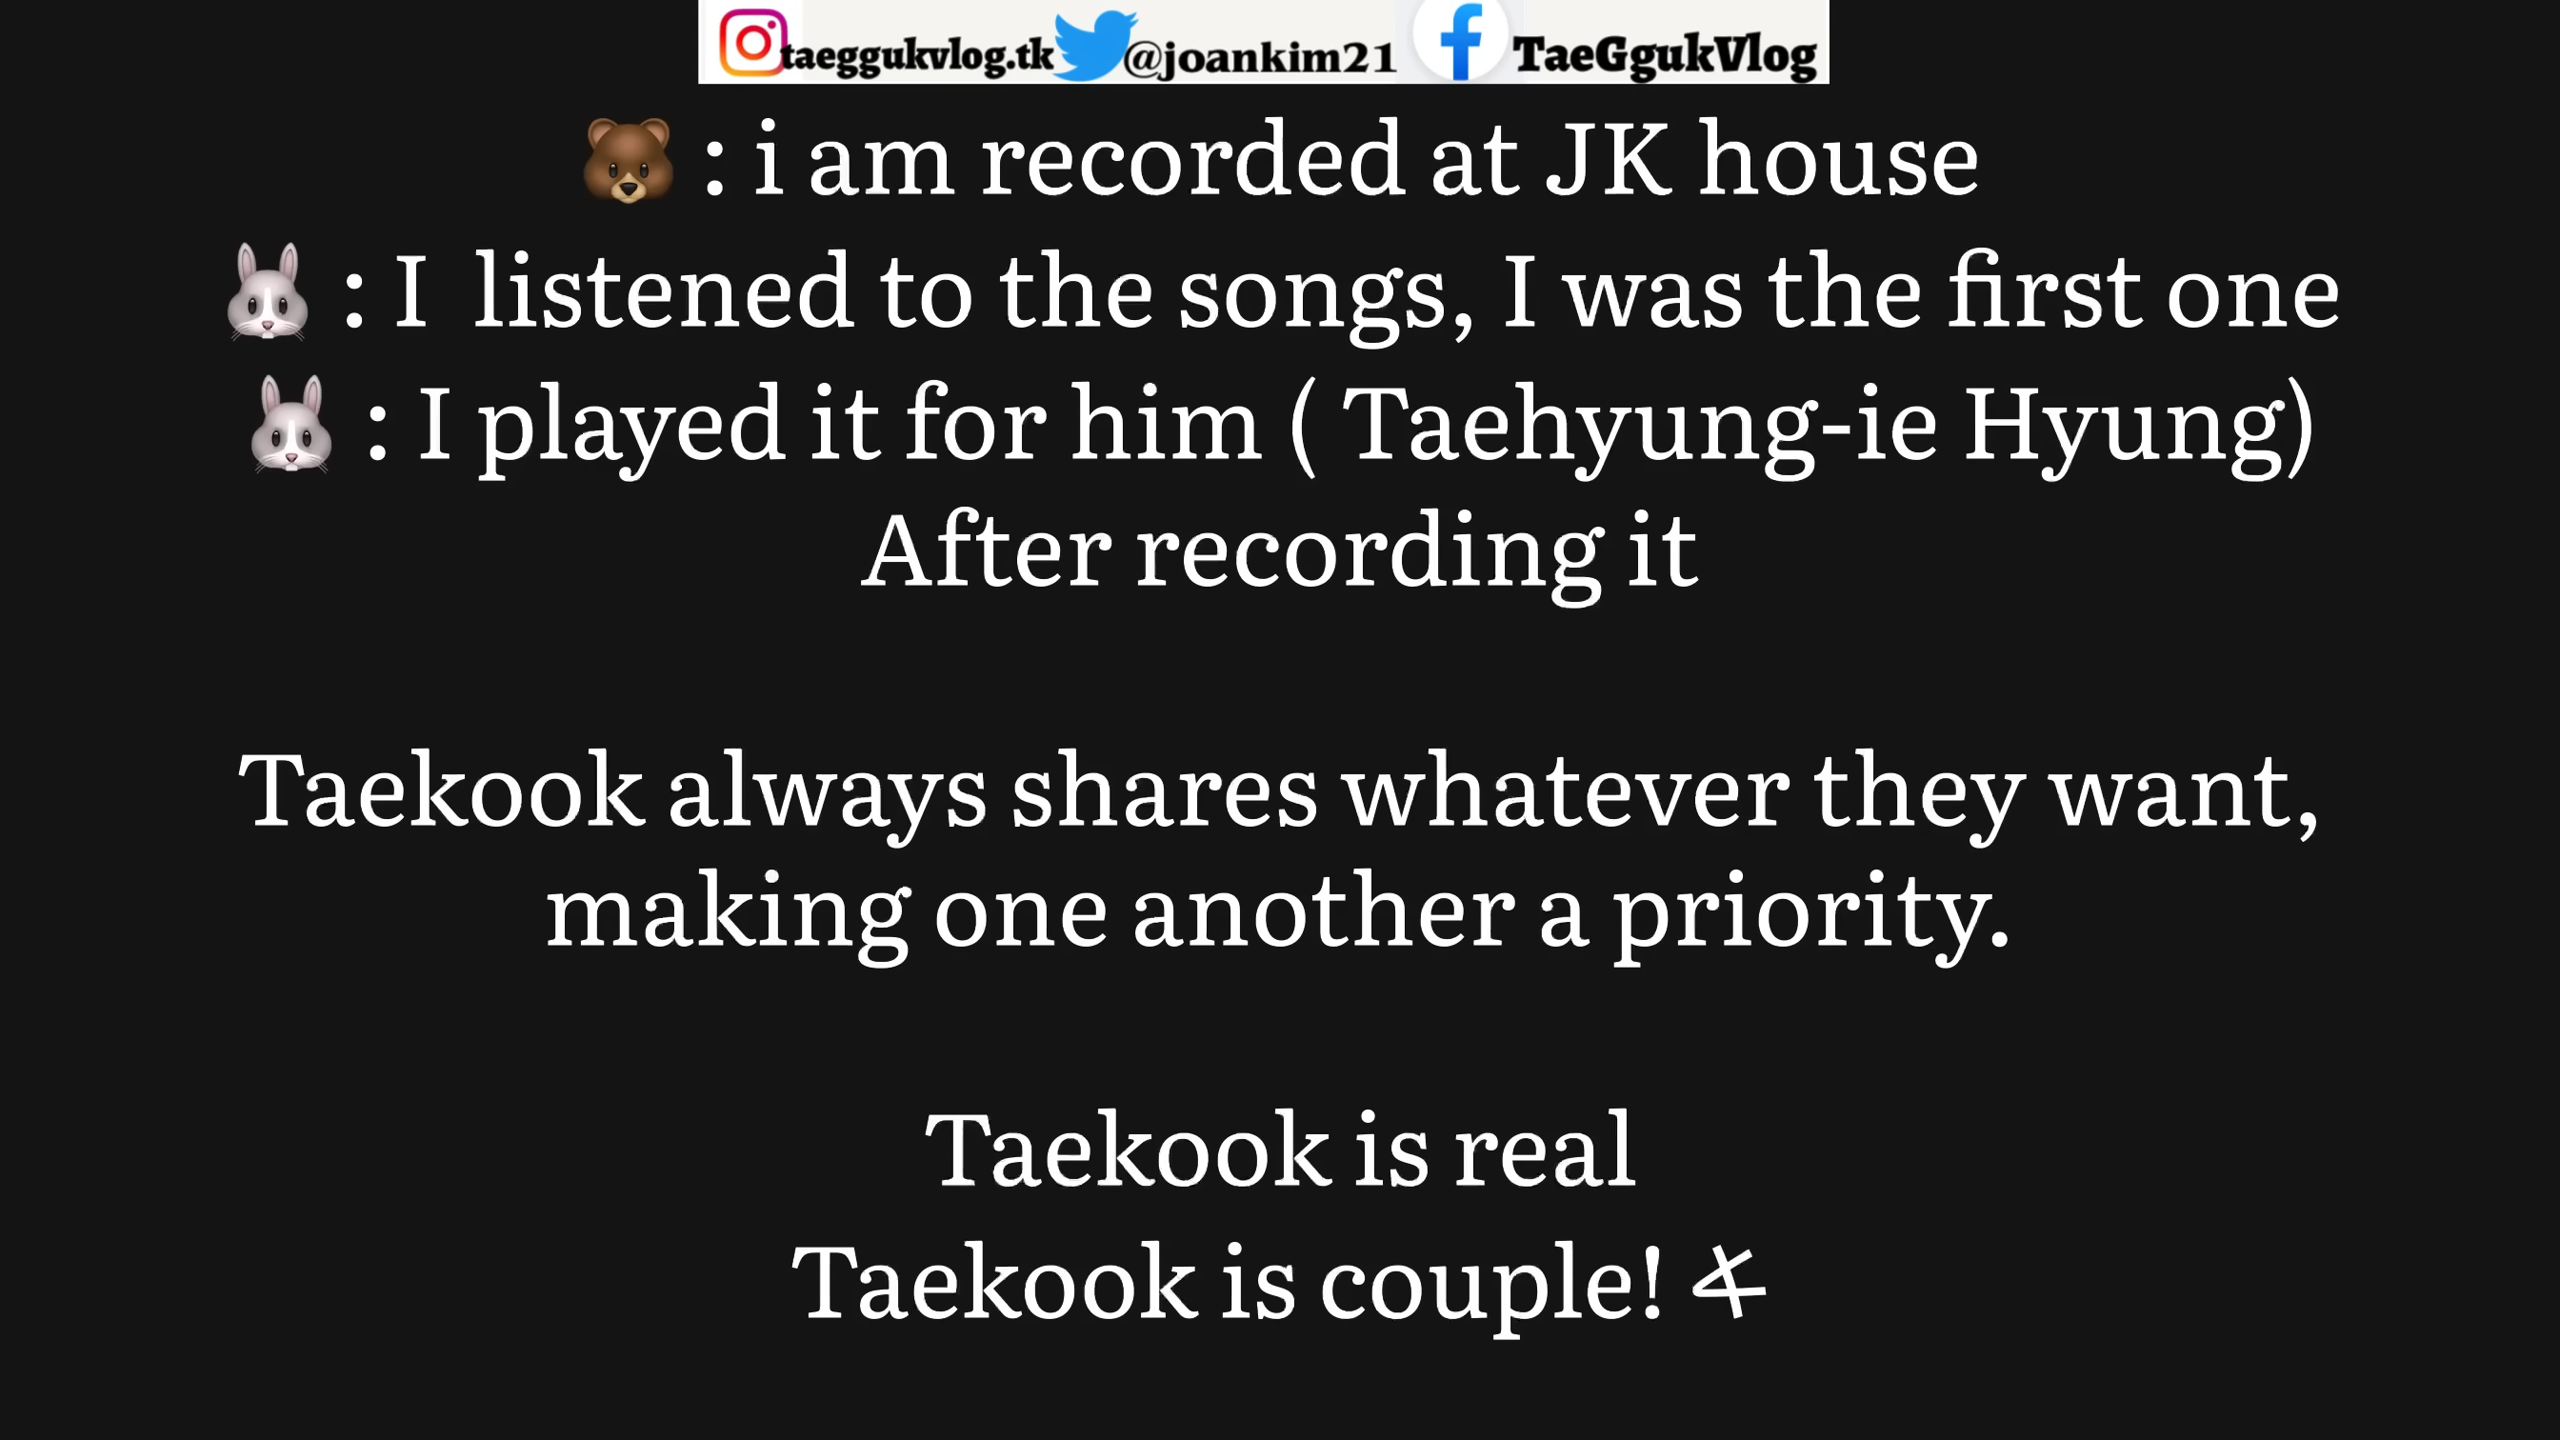 taeggukvlog.tk @joankim21 TaeGgukVlog
🐻 : i am recorded at JK house
🐰 : I listened to the songs, I was the first one
🐰 : I played it for him ( Taehyung-ie Hyung)
After recording it
Taekook always shares whatever they want,
making one another a priority.
Taekook is real
Taekook is couple!